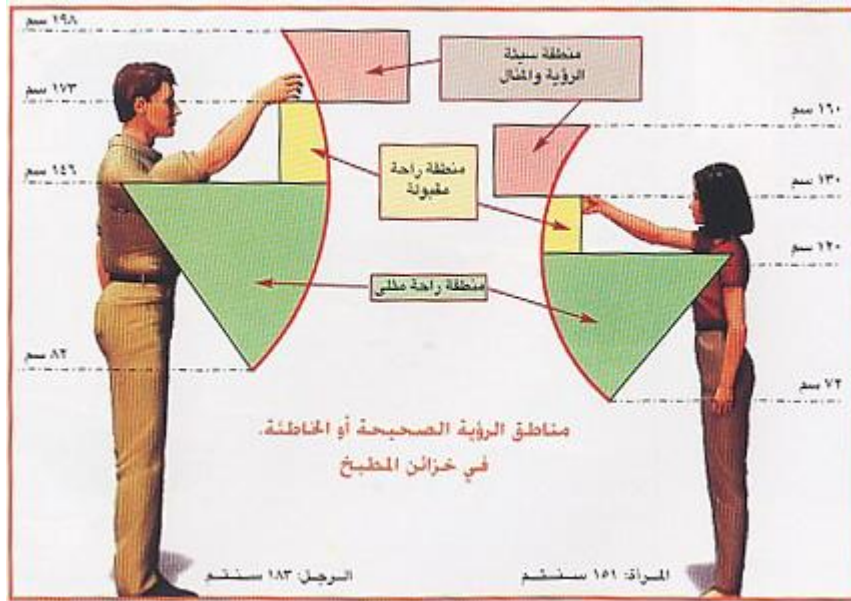 ١٩٨ سم
منطقة سيئة
الرؤية والمنال
١٧٣ سم
١٦٠ سم
١٤٦ سم
منطقة راحة
مقبولة
١٣٠ سم
١٢٠ سم
منطقة راحة مثلى
٨٢ سم
٧٢ سم
مناطق الرؤية الصحيحة أو الخاطئة.
في خزائن المطبخ
المرأة: سنتم
الرجل: ١٨٣ سنتم